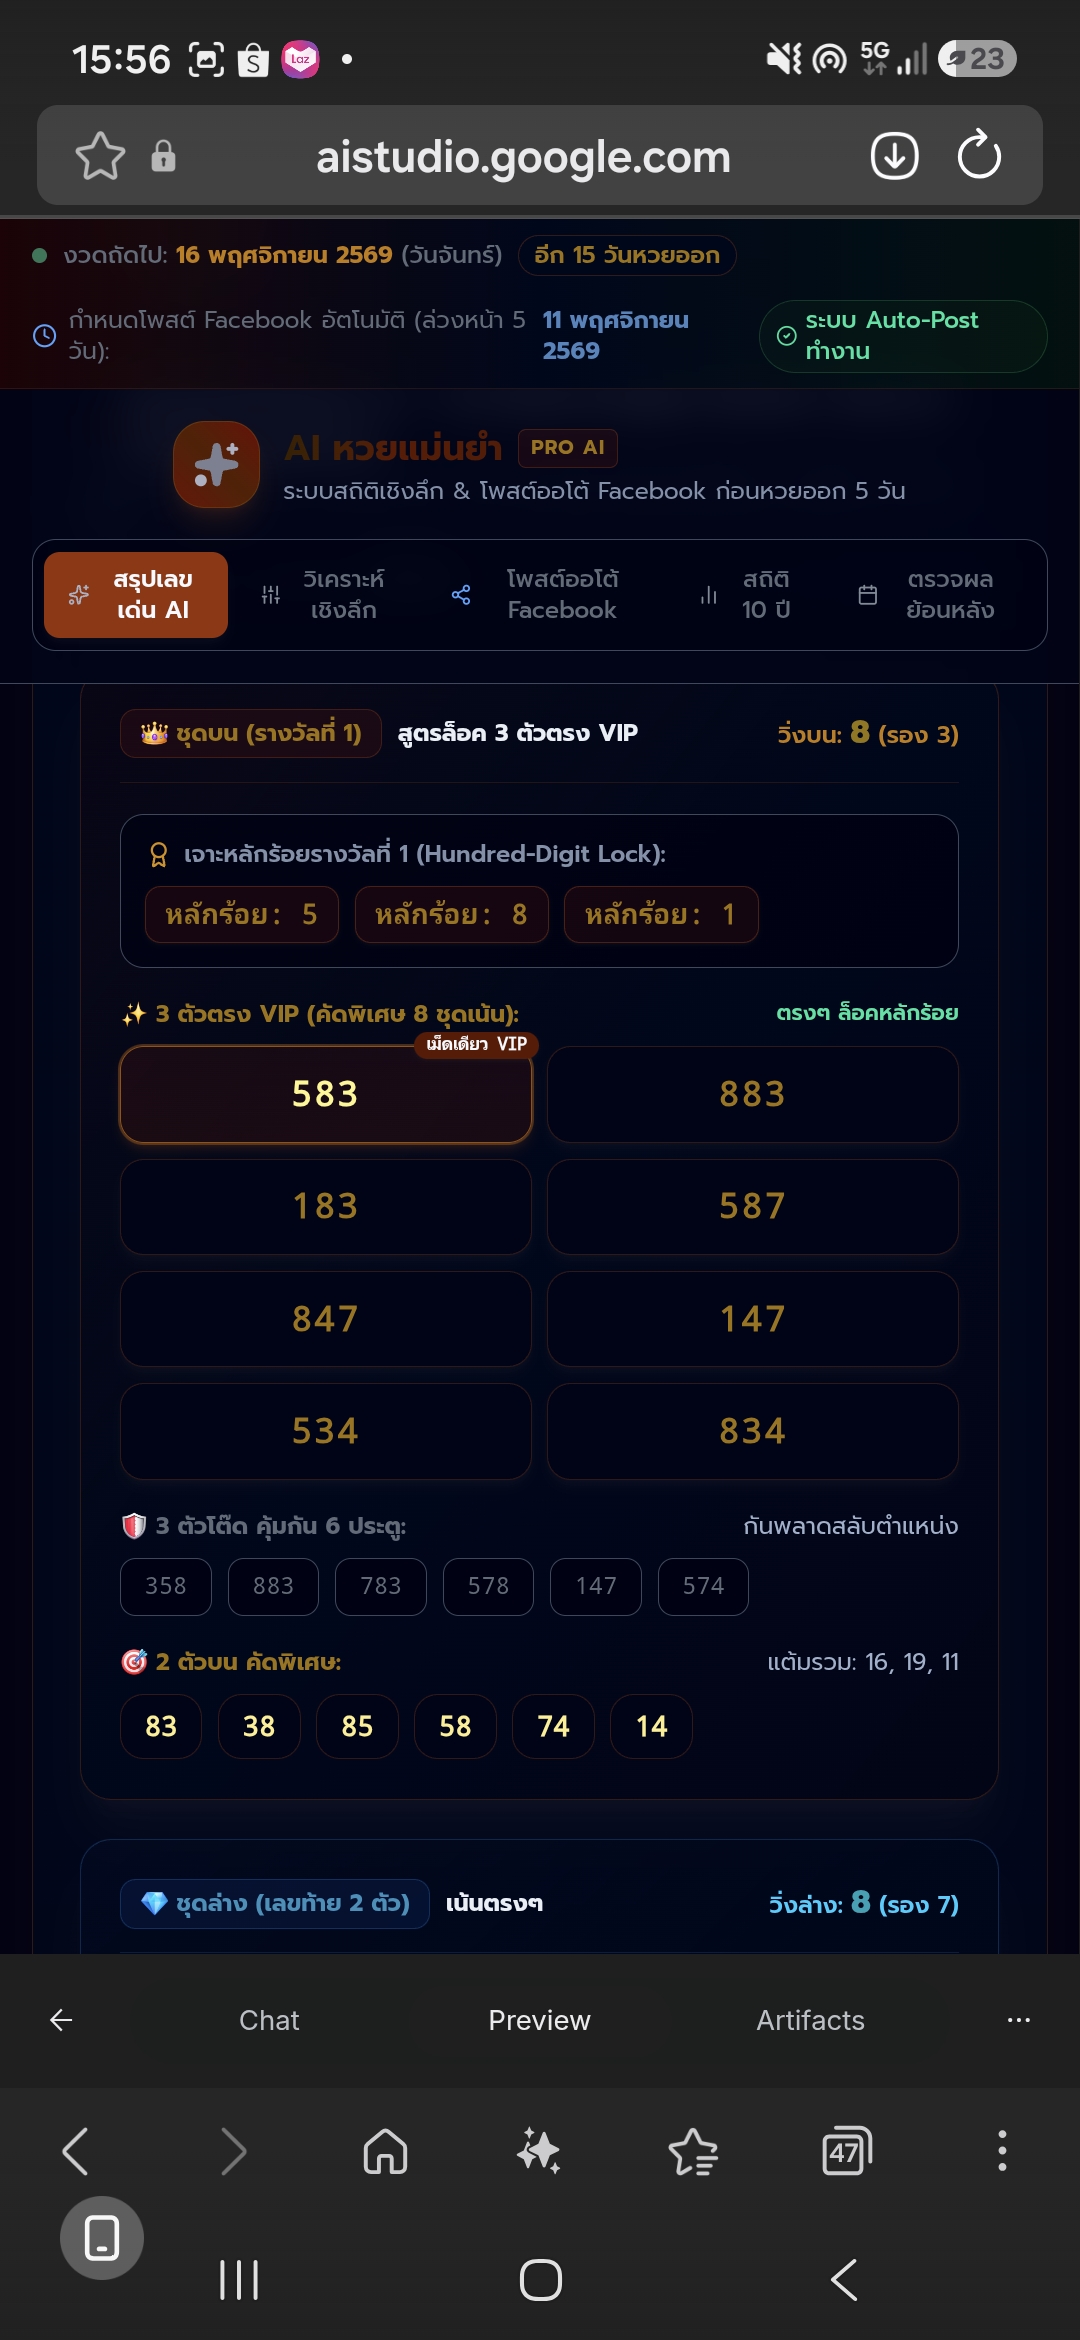 15:56
5G
23
aistudio.google.com
งวดถัดไป: 16 พฤศจิกายน 2569 (วันจันทร์) อีก 15 วันหวยออก
กำหนดโพสต์ Facebook อัตโนมัติ (ล่วงหน้า 5 วัน): 11 พฤศจิกายน 2569 ระบบ Auto-Post ทำงาน
AI หวยแม่นยำ PRO AI
ระบบสถิติเชิงลึก & โพสต์ออโต้ Facebook ก่อนหวยออก 5 วัน
สรุปเลขเด่น AI
วิเคราะห์เชิงลึก
โพสต์ออโต้ Facebook
สถิติ 10 ปี
ตรวจผลย้อนหลัง
ชุดบน (รางวัลที่ 1) สูตรล็อค 3 ตัวตรง VIP วิ่งบน: 8 (รอง 3)
เจาะหลักร้อยรางวัลที่ 1 (Hundred-Digit Lock):
หลักร้อย: 5 หลักร้อย: 8 หลักร้อย: 1
3 ตัวตรง VIP (คัดพิเศษ 8 ชุดเน้น): ตรงๆ ล็อคหลักร้อย
เม็ดเดียว VIP
583 883
183 587
847 147
534 834
3 ตัวโต๊ด คุ้มกัน 6 ประตู: กันพลาดสลับตำแหน่ง
358 883 783 578 147 574
2 ตัวบน คัดพิเศษ: แต้มรวม: 16, 19, 11
83 38 85 58 74 14
ชุดล่าง (เลขท้าย 2 ตัว) เน้นตรงๆ วิ่งล่าง: 8 (รอง 7)
Chat Preview Artifacts
47